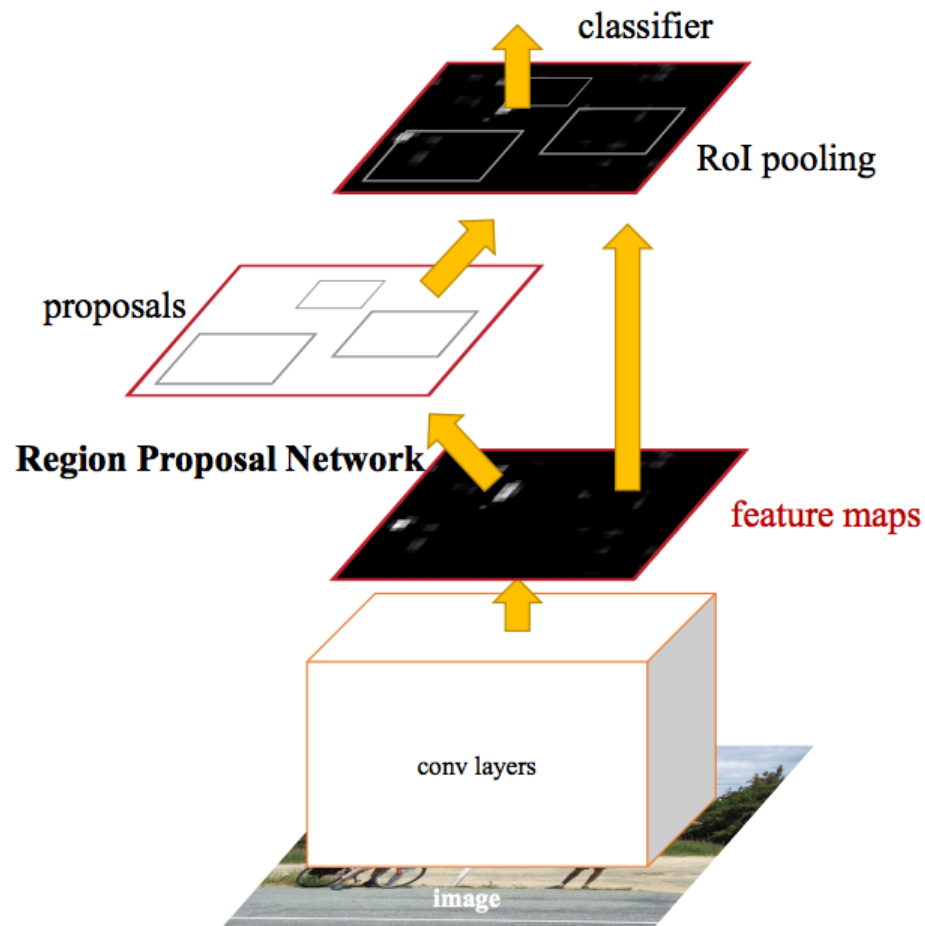 classifier
RoI pooling
proposals
Region Proposal Network
feature maps
conv layers
image